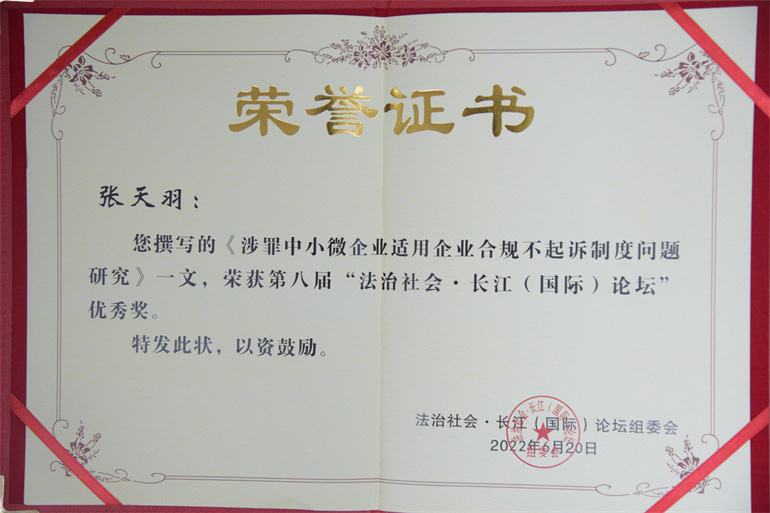 荣誉证书
张天羽：
您撰写的《涉罪中小微企业适用企业合规不起诉制度问题
研究》一文，荣获第八届“法治社会·长江（国际）论坛”
优秀奖。
特发此状，以资鼓励。
法治社会·长江（国际）论坛组委会
2022年6月20日
组委会